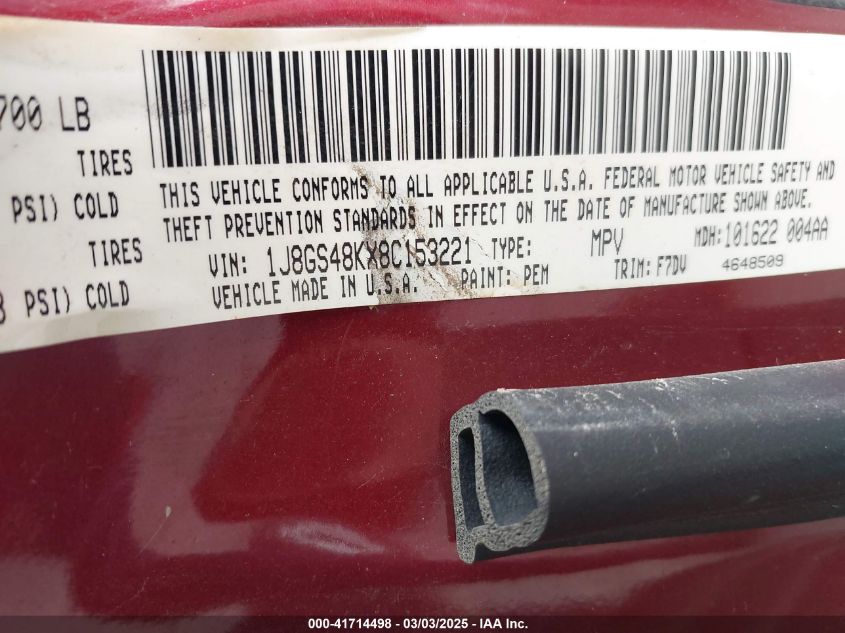 700 LB
TIRES
PSI) COLD
TIRES
PSI) COLD
THIS VEHICLE CONFORMS TO ALL APPLICABLE U.S.A. FEDERAL MOTOR VEHICLE SAFETY AND
THEFT PREVENTION STANDARDS IN EFFECT ON THE DATE OF MANUFACTURE SHOWN ABOVE.
VIN: 1J8GS48KX8C153221 TYPE: MPV MDH:101622 004AA
VEHICLE MADE IN U.S.A. PAINT: PEM TRIM: F7DV 4648509
000-41714498 - 03/03/2025 - IAA Inc.